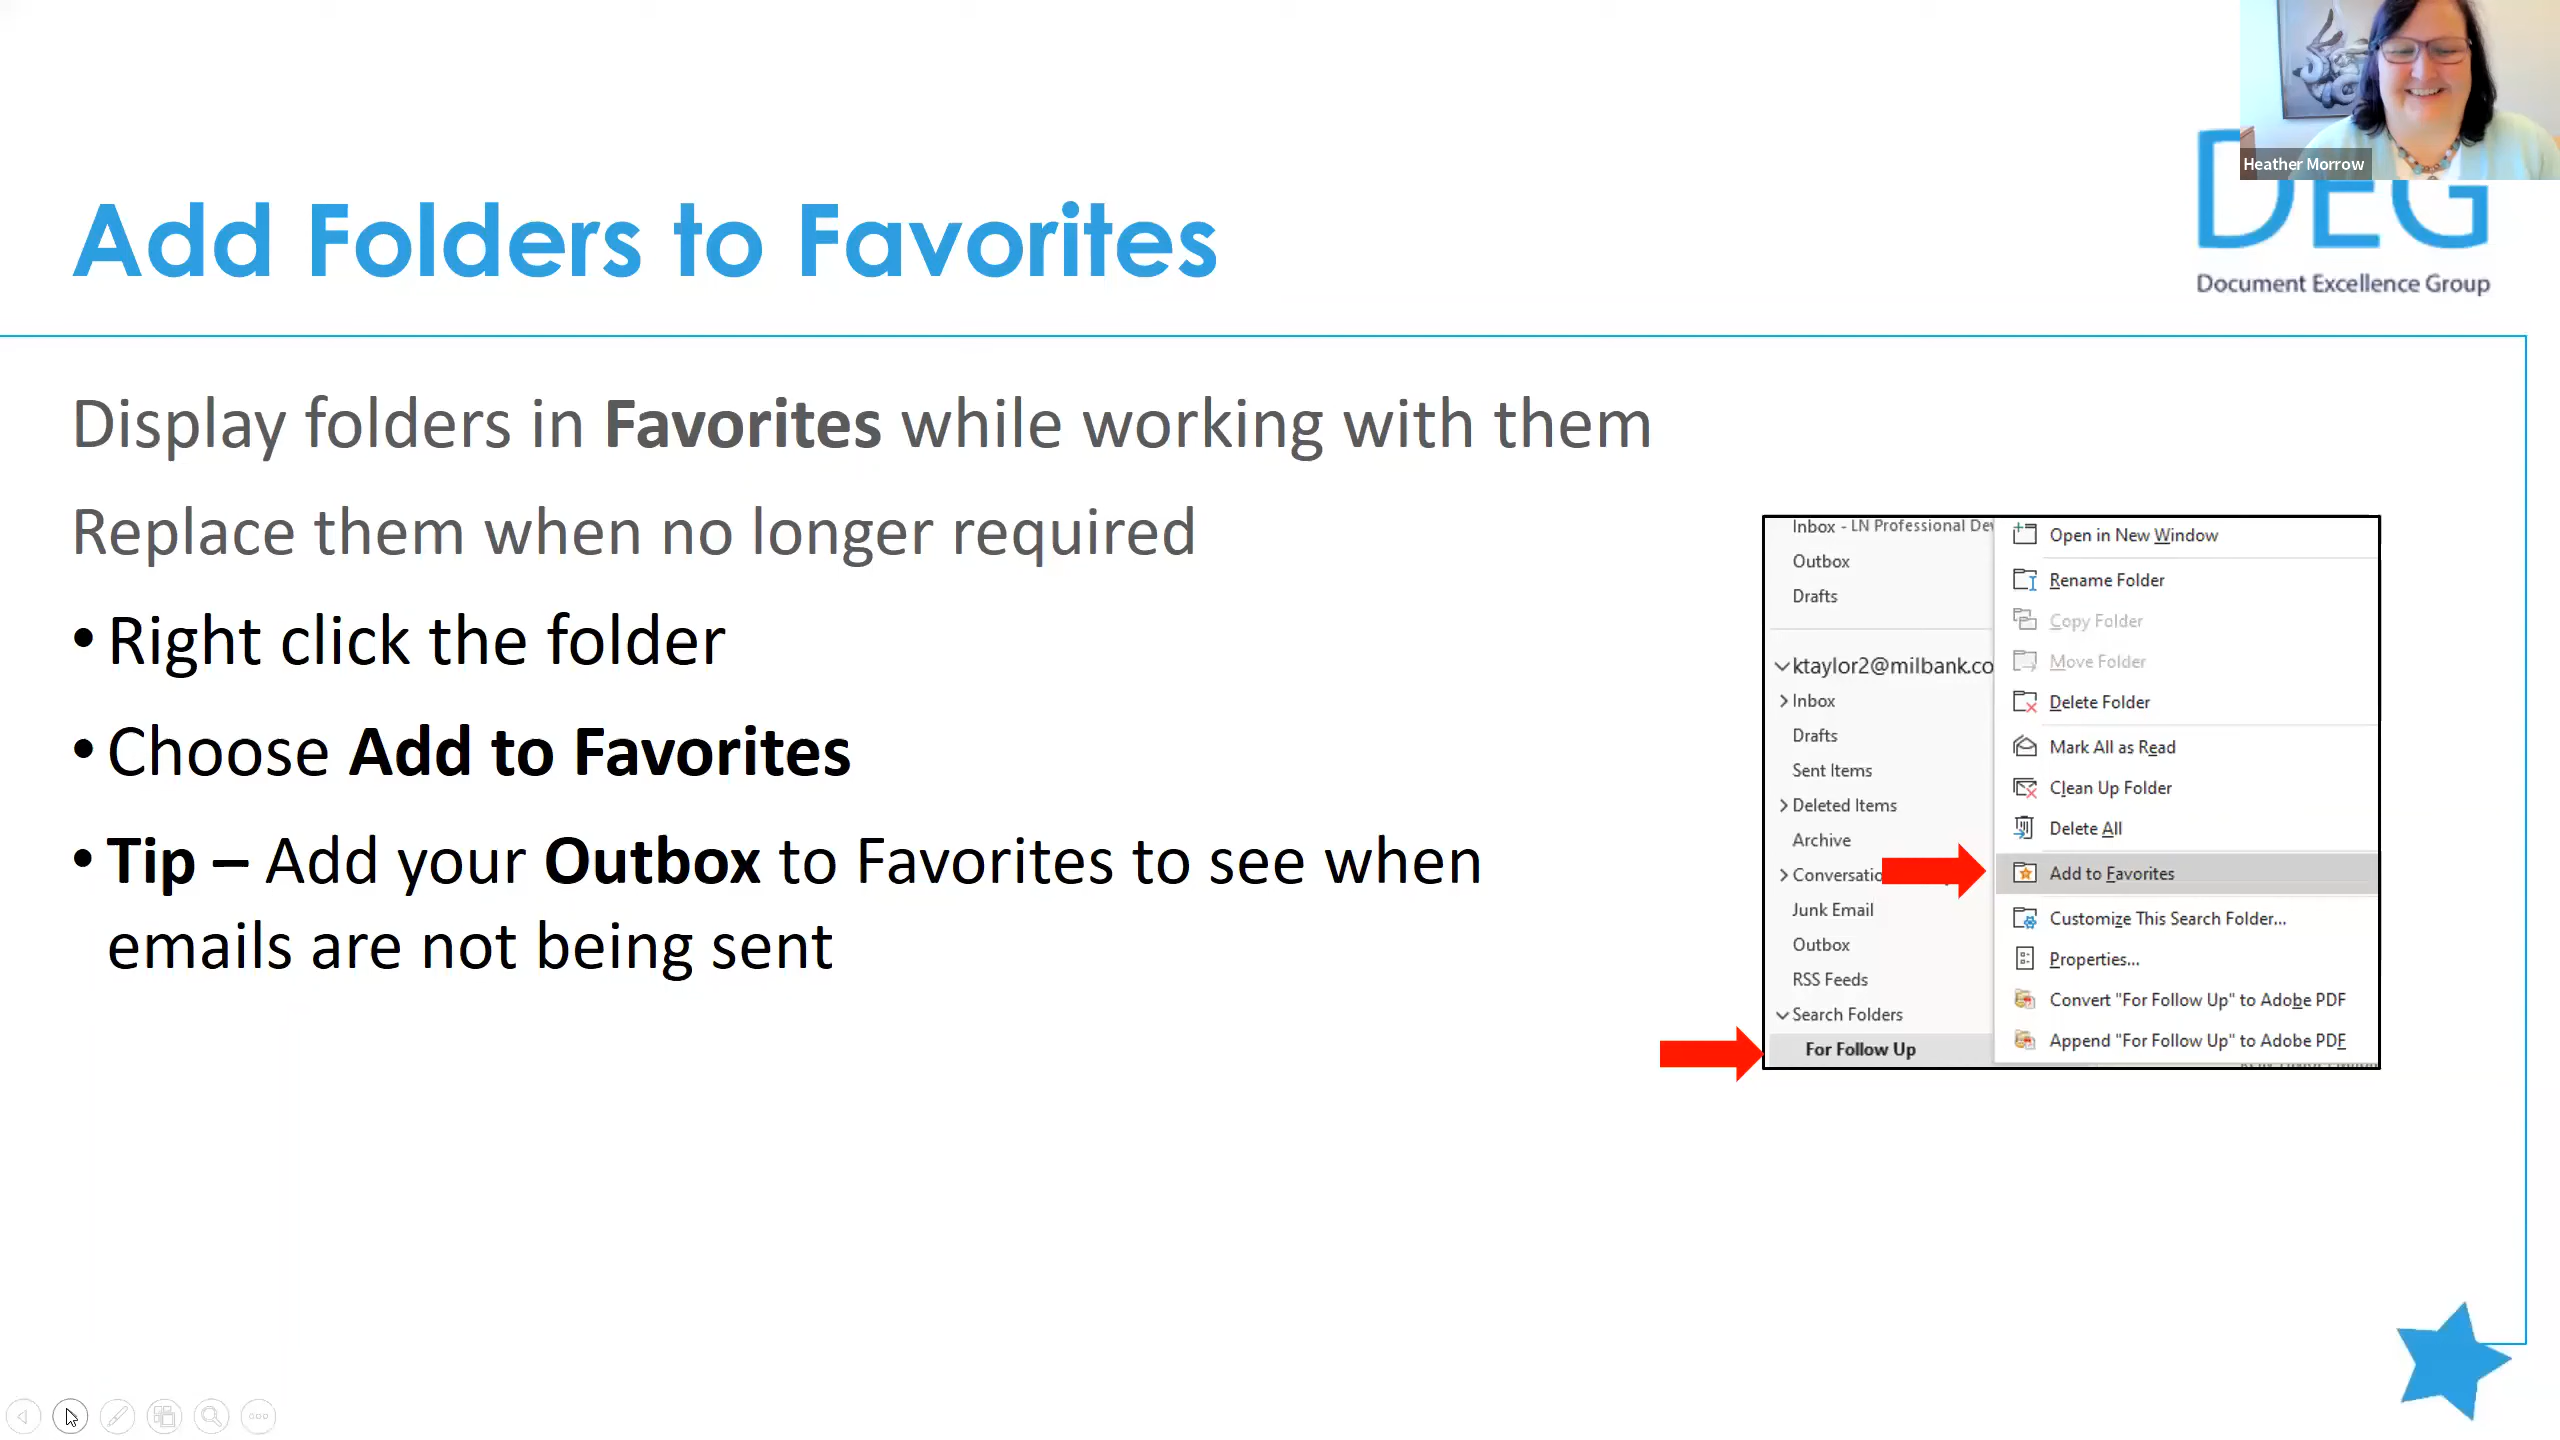 Heather Morrow
DEG
Document Excellence Group
Add Folders to Favorites
Display folders in Favorites while working with them
Replace them when no longer required
• Right click the folder
• Choose Add to Favorites
• Tip – Add your Outbox to Favorites to see when
emails are not being sent
Inbox - LN Professional Dev
Outbox
Drafts
ktaylor2@milbank.co
Inbox
Drafts
Sent Items
Deleted Items
Archive
Conversatio
Junk Email
Outbox
RSS Feeds
Search Folders
For Follow Up
Open in New Window
Rename Folder
Copy Folder
Move Folder
Delete Folder
Mark All as Read
Clean Up Folder
Delete All
Add to Favorites
Customize This Search Folder...
Properties...
Convert "For Follow Up" to Adobe PDF
Append "For Follow Up" to Adobe PDF